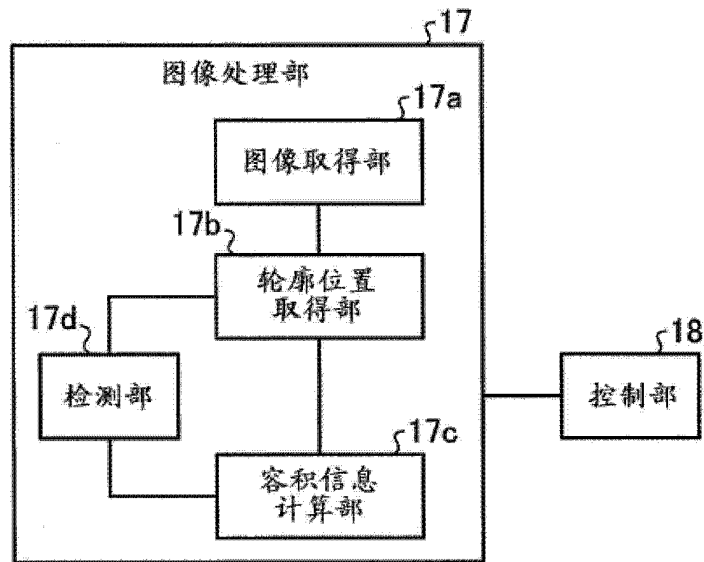 17
图像处理部
17a
图像取得部
17b
轮廓位置
取得部
17d
检测部
18
控制部
17c
容积信息
计算部